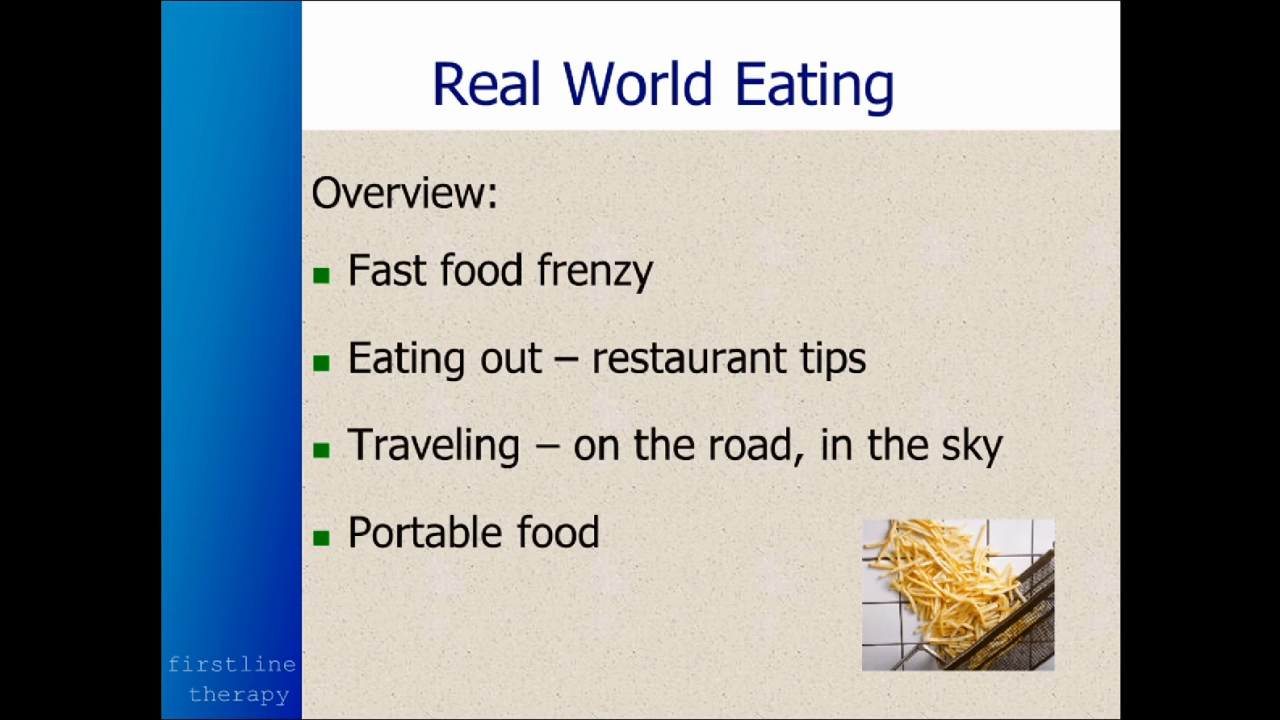 Real World Eating
Overview:
Fast food frenzy
Eating out – restaurant tips
Traveling – on the road, in the sky
Portable food
firstline
therapy